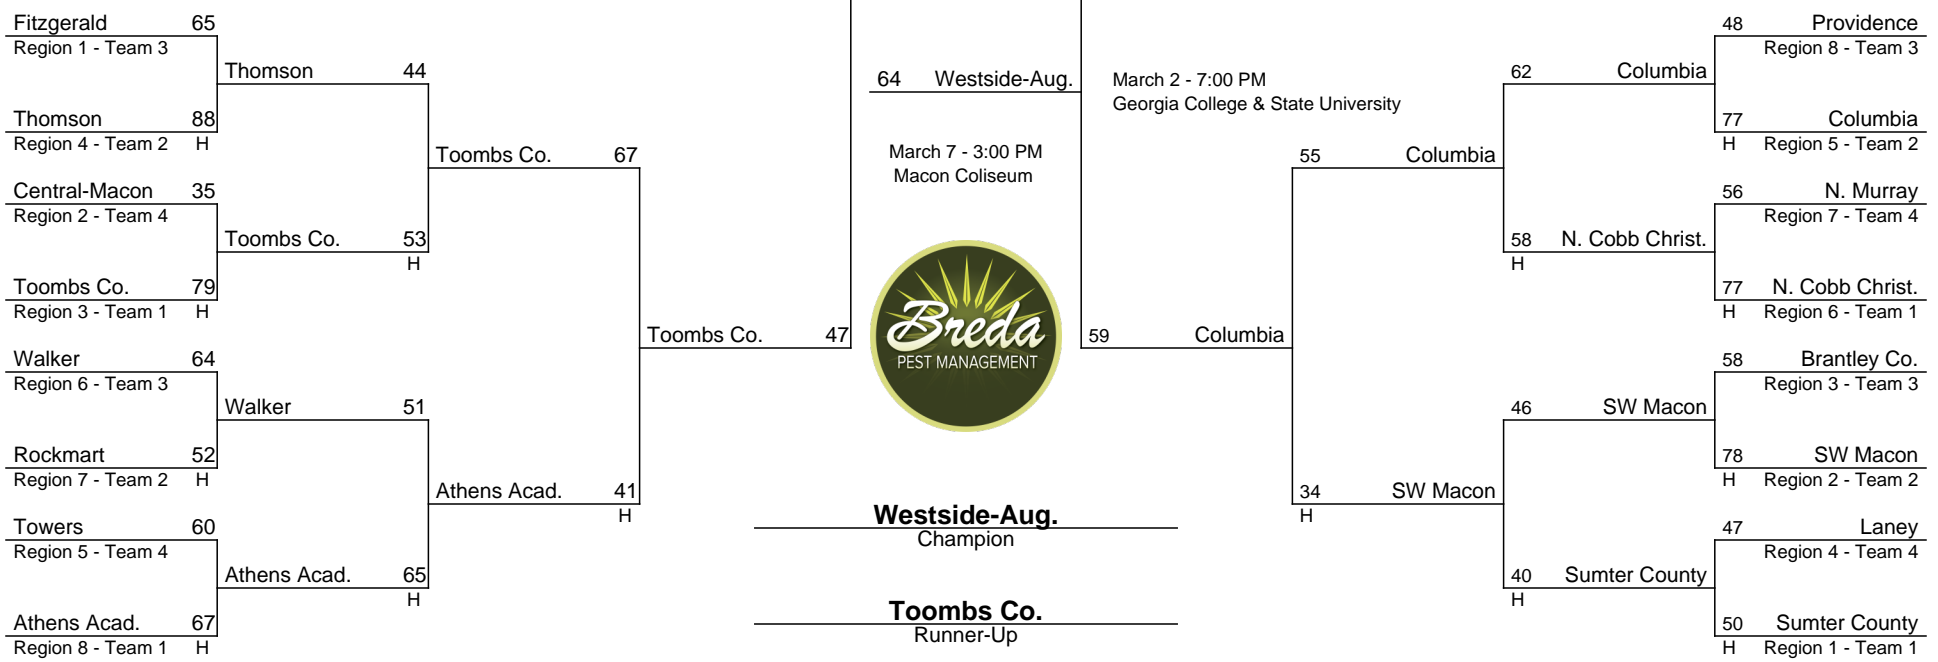 Fitzgerald 65
Region 1 - Team 3
Thomson 44
Thomson 88
Region 4 - Team 2 H
Toombs Co. 67
Central-Macon 35
Region 2 - Team 4
Toombs Co. 53
H
Toombs Co. 79
Region 3 - Team 1 H
Toombs Co. 47
Walker 64
Region 6 - Team 3
Walker 51
Rockmart 52
Region 7 - Team 2 H
Athens Acad. 41
H
Towers 60
Region 5 - Team 4
Athens Acad. 65
H
Athens Acad. 67
Region 8 - Team 1 H
64 Westside-Aug.
March 2 - 7:00 PM
Georgia College & State University
March 7 - 3:00 PM
Macon Coliseum
Breda
PEST MANAGEMENT
Westside-Aug.
Champion
Toombs Co.
Runner-Up
59 Columbia
55 Columbia
34 SW Macon
H
62 Columbia
58 N. Cobb Christ.
H
46 SW Macon
40 Sumter County
H
48 Providence
Region 8 - Team 3
77 Columbia
H Region 5 - Team 2
56 N. Murray
Region 7 - Team 4
77 N. Cobb Christ.
H Region 6 - Team 1
58 Brantley Co.
Region 3 - Team 3
78 SW Macon
H Region 2 - Team 2
47 Laney
Region 4 - Team 4
50 Sumter County
H Region 1 - Team 1